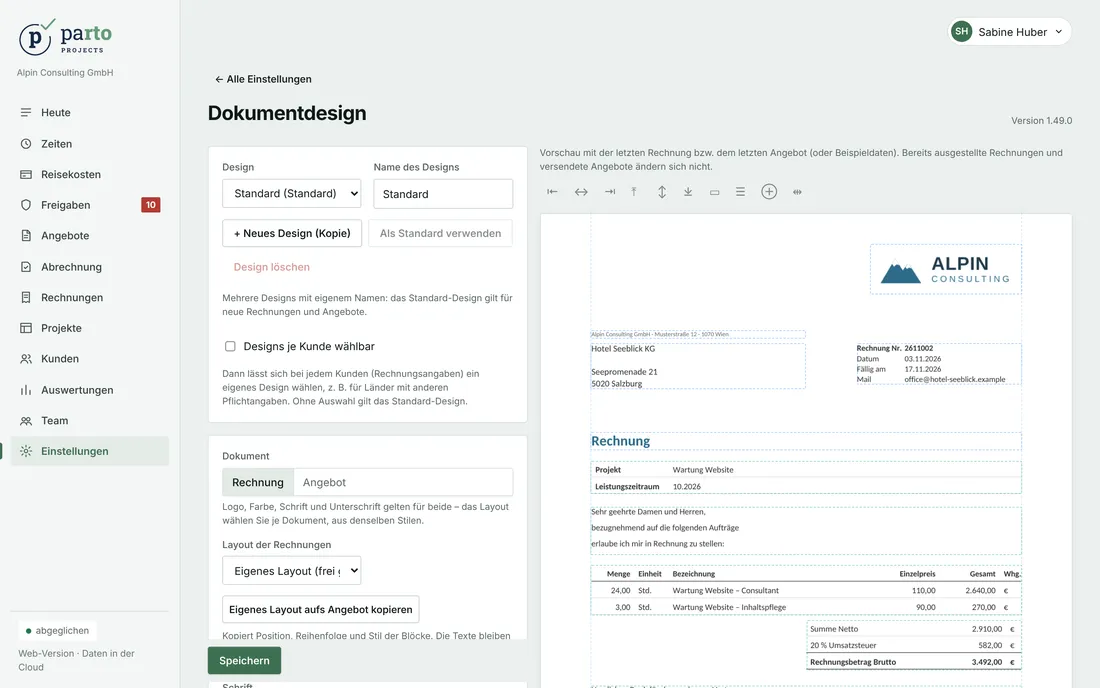 p parto
PROJECTS
Alpin Consulting GmbH
Heute
Zeiten
Reisekosten
Freigaben 10
Angebote
Abrechnung
Rechnungen
Projekte
Kunden
Auswertungen
Team
Einstellungen
abgeglichen
Web-Version · Daten in der
Cloud
SH Sabine Huber
← Alle Einstellungen
Dokumentdesign
Version 1.49.0
Design
Name des Designs
Standard (Standard)
Standard
+ Neues Design (Kopie)
Als Standard verwenden
Design löschen
Mehrere Designs mit eigenem Namen: das Standard-Design gilt für
neue Rechnungen und Angebote.
Designs je Kunde wählbar
Dann lässt sich bei jedem Kunden (Rechnungsangaben) ein
eigenes Design wählen, z. B. für Länder mit anderen
Pflichtangaben. Ohne Auswahl gilt das Standard-Design.
Dokument
Rechnung Angebot
Logo, Farbe, Schrift und Unterschrift gelten für beide – das Layout
wählen Sie je Dokument, aus denselben Stilen.
Layout der Rechnungen
Eigenes Layout (frei
Eigenes Layout aufs Angebot kopieren
Kopiert Position, Reihenfolge und Stil der Blöcke. Die Texte bleiben
Speichern
Schrift
Vorschau mit der letzten Rechnung bzw. dem letzten Angebot (oder Beispieldaten). Bereits ausgestellte Rechnungen und
versendete Angebote ändern sich nicht.
ALPIN
CONSULTING
Alpin Consulting GmbH - Musterstraße 12 - 1070 Wien
Hotel Seeblick KG
Seepromenade 21
5020 Salzburg
Rechnung Nr. 2611002
Datum 03.11.2026
Fällig am 17.11.2026
Mail office@hotel-seeblick.example
Rechnung
Projekt Wartung Website
Leistungszeitraum 10.2026
Sehr geehrte Damen und Herren,
bezugnehmend auf die folgenden Aufträge
erlaube ich mir in Rechnung zu stellen:
Menge Einheit Bezeichnung Einzelpreis Gesamt Whg.
24,00 Std. Wartung Website – Consultant 110,00 2.640,00 €
3,00 Std. Wartung Website – Inhaltspflege 90,00 270,00 €
Summe Netto 2.910,00 €
20 % Umsatzsteuer 582,00 €
Rechnungsbetrag Brutto 3.492,00 €